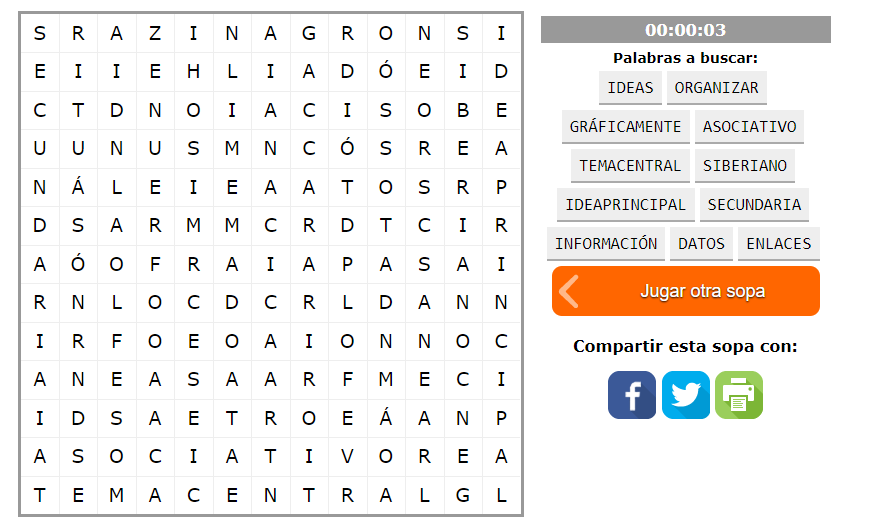 S R A Z I N A G R O N S I
E I I E H L I A D Ó E I D
C T D N O I A C I S O B E
U U N U S M N C Ó S R E A
N Á L E I E A A T O S R P
D S A R M M C R D T C I R
A Ó O F R A I A P A S A I
R N L O C D C R L D A N N
I R F O E O A I O N N O C
A N E A S A A R F M E C I
I D S A E T R O E Á A N P
A S O C I A T I V O R E A
T E M A C E N T R A L G L
00:00:03
Palabras a buscar:
IDEAS ORGANIZAR
GRÁFICAMENTE ASOCIATIVO
TEMACENTRAL SIBERIANO
IDEAPRINCIPAL SECUNDARIA
INFORMACIÓN DATOS ENLACES
Jugar otra sopa
Compartir esta sopa con: